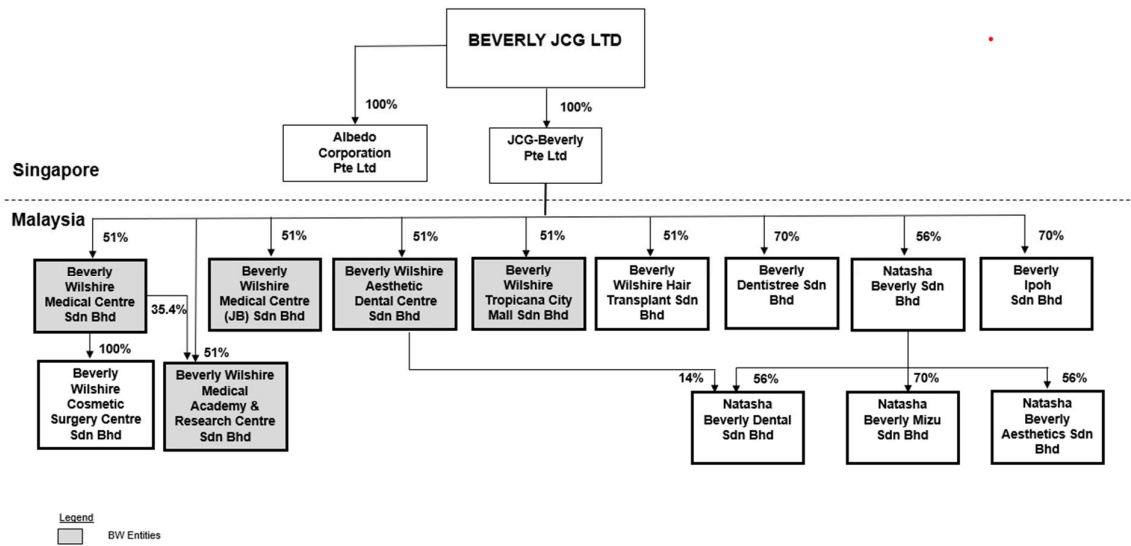 BEVERLY JCG LTD
100%
100%
Albedo
Corporation
Pte Ltd
JCG-Beverly
Pte Ltd
Singapore
Malaysia
51%
51%
51%
51%
51%
70%
56%
70%
Beverly
Wilshire
Medical Centre
Sdn Bhd
Beverly
Wilshire
Medical Centre
(JB) Sdn Bhd
Beverly Wilshire
Aesthetic
Dental Centre
Sdn Bhd
Beverly
Wilshire
Tropicana City
Mall Sdn Bhd
Beverly
Wilshire Hair
Transplant Sdn
Bhd
Beverly
Dentistree Sdn
Bhd
Natasha
Beverly Sdn
Bhd
Beverly
Ipoh
Sdn Bhd
35.4%
100%
51%
14%
56%
70%
56%
Beverly
Wilshire
Cosmetic
Surgery Centre
Sdn Bhd
Beverly Wilshire
Medical
Academy &
Research Centre
Sdn Bhd
Natasha
Beverly Dental
Sdn Bhd
Natasha
Beverly Mizu
Sdn Bhd
Natasha
Beverly
Aesthetics Sdn
Bhd
Legend
BW Entities